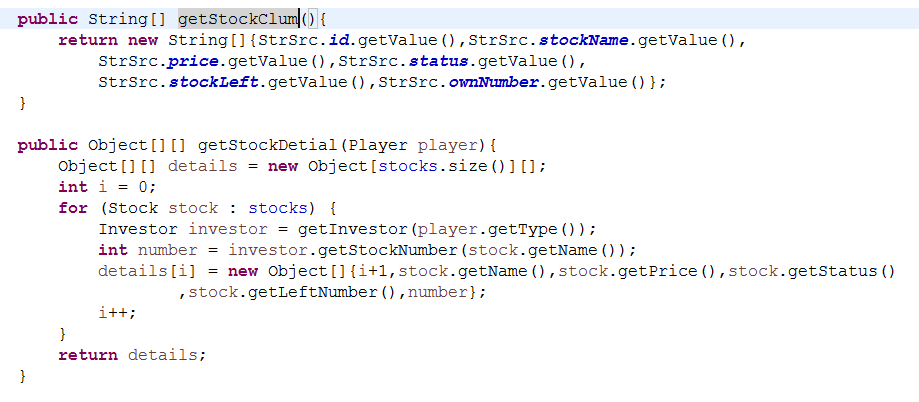 public String[] getStockClum(){
    return new String[]{StrSrc.id.getValue(),StrSrc.stockName.getValue(),
        StrSrc.price.getValue(),StrSrc.status.getValue(),
        StrSrc.stockLeft.getValue(),StrSrc.ownNumber.getValue()};
}
public Object[][] getStockDetial(Player player){
    Object[][] details = new Object[stocks.size()][];
    int i = 0;
    for (Stock stock : stocks) {
        Investor investor = getInvestor(player.getType());
        int number = investor.getStockNumber(stock.getName());
        details[i] = new Object[]{i+1,stock.getName(),stock.getPrice(),stock.getStatus()
                ,stock.getLeftNumber(),number};
        i++;
    }
    return details;
}